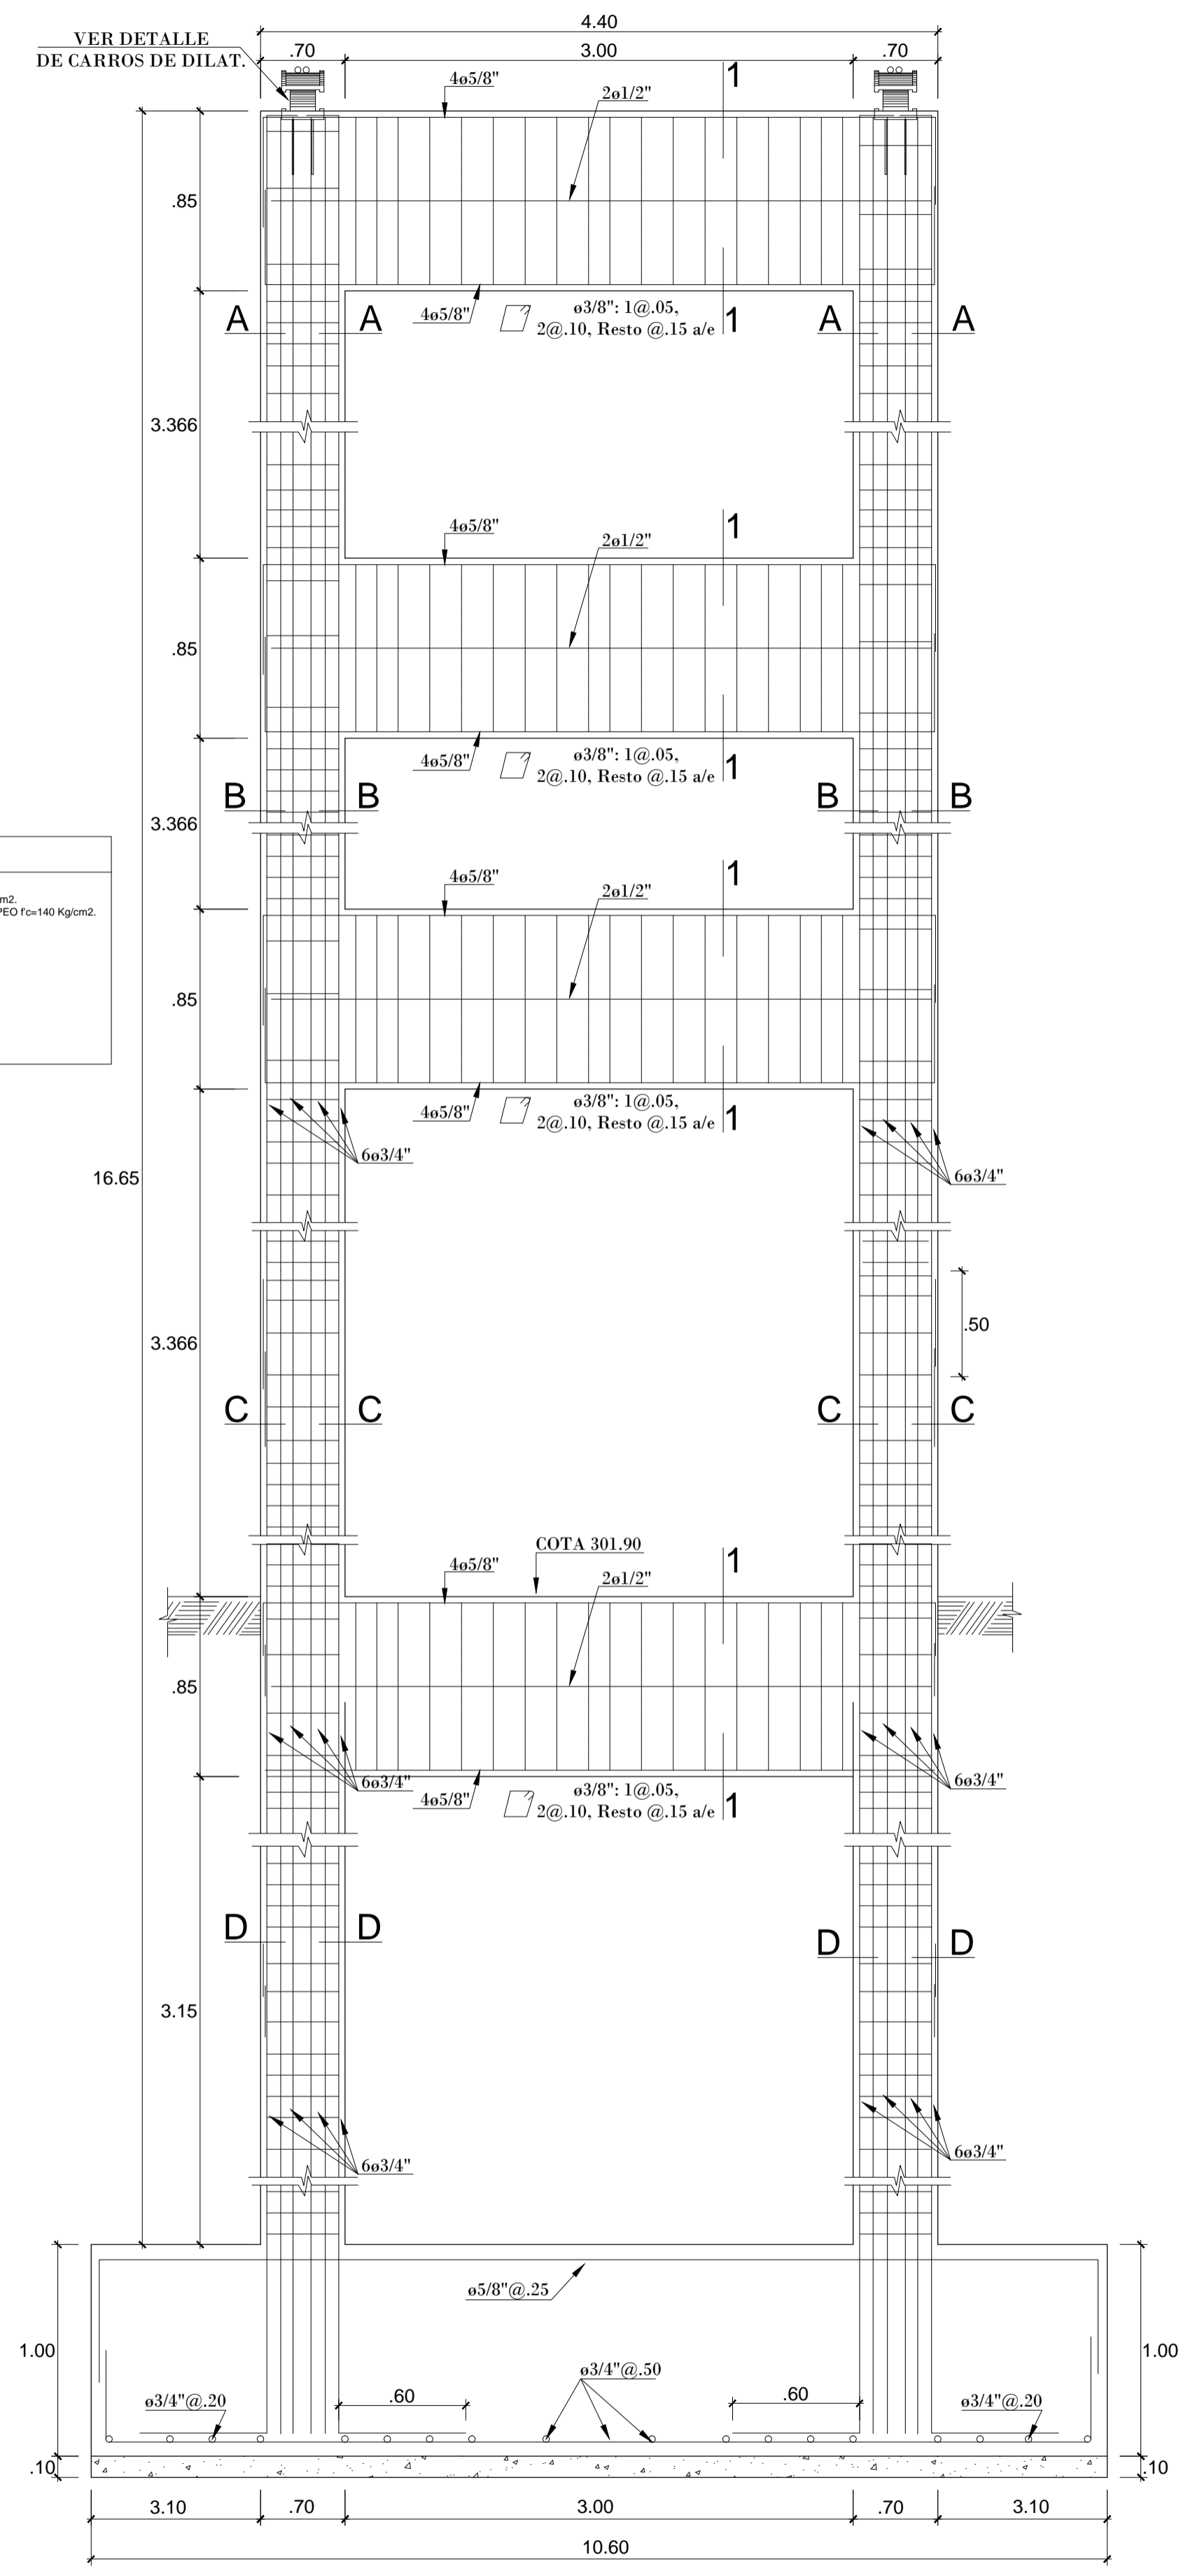 4.40
VER DETALLE
DE CARROS DE DILAT.
.70
3.00
.70
4ø5/8"
1
2ø1/2"
.85
4ø5/8"
ø3/8": 1@.05,
2@.10, Resto @.15 a/e
1
A
A
A
A
3.366
4ø5/8"
1
2ø1/2"
.85
4ø5/8"
ø3/8": 1@.05,
2@.10, Resto @.15 a/e
1
B
B
B
B
3.366
4ø5/8"
1
2ø1/2"
m2.
PEO f'c=140 Kg/cm2.
.85
4ø5/8"
ø3/8": 1@.05,
2@.10, Resto @.15 a/e
1
6ø3/4"
6ø3/4"
16.65
3.366
.50
C
C
C
C
COTA 301.90
4ø5/8"
1
2ø1/2"
.85
6ø3/4"
6ø3/4"
4ø5/8"
ø3/8": 1@.05,
2@.10, Resto @.15 a/e
1
D
D
D
D
3.15
6ø3/4"
6ø3/4"
ø5/8"@.25
1.00
1.00
ø3/4"@.50
ø3/4"@.20
.60
.60
ø3/4"@.20
.10
.10
3.10
.70
3.00
.70
3.10
10.60